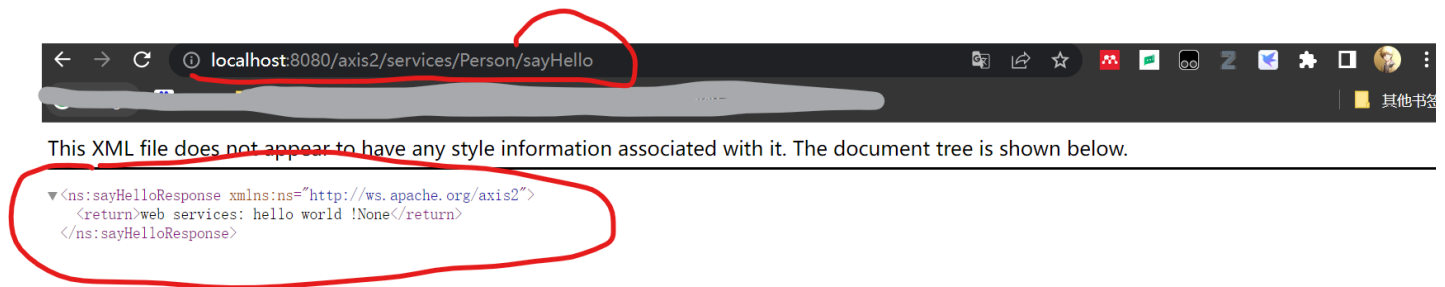 localhost:8080/axis2/services/Person/sayHello
其他书签
This XML file does not appear to have any style information associated with it. The document tree is shown below.
▼<ns:sayHelloResponse xmlns:ns="http://ws.apache.org/axis2">
<return>web services: hello world !None</return>
</ns:sayHelloResponse>